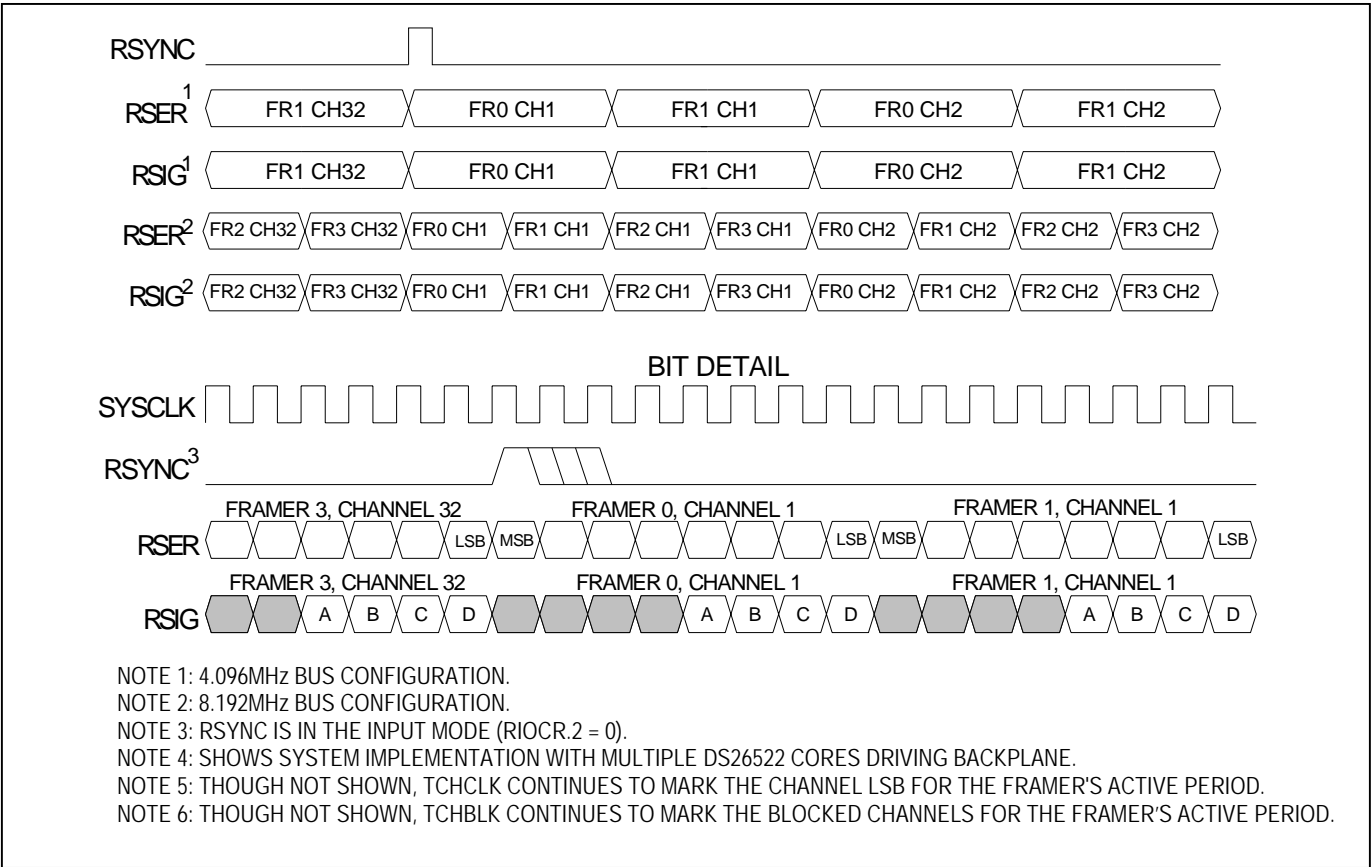 RSYNC
RSER1 FR1 CH32 FR0 CH1 FR1 CH1 FR0 CH2 FR1 CH2
RSIG1 FR1 CH32 FR0 CH1 FR1 CH1 FR0 CH2 FR1 CH2
RSER2 FR2 CH32 FR3 CH32 FR0 CH1 FR1 CH1 FR2 CH1 FR3 CH1 FR0 CH2 FR1 CH2 FR2 CH2 FR3 CH2
RSIG2 FR2 CH32 FR3 CH32 FR0 CH1 FR1 CH1 FR2 CH1 FR3 CH1 FR0 CH2 FR1 CH2 FR2 CH2 FR3 CH2
BIT DETAIL
SYSCLK
RSYNC3
FRAMER 3, CHANNEL 32 FRAMER 0, CHANNEL 1 FRAMER 1, CHANNEL 1
RSER LSB MSB LSB MSB LSB
FRAMER 3, CHANNEL 32 FRAMER 0, CHANNEL 1 FRAMER 1, CHANNEL 1
RSIG A B C D A B C D A B C D
NOTE 1: 4.096MHz BUS CONFIGURATION.
NOTE 2: 8.192MHz BUS CONFIGURATION.
NOTE 3: RSYNC IS IN THE INPUT MODE (RIOCR.2 = 0).
NOTE 4: SHOWS SYSTEM IMPLEMENTATION WITH MULTIPLE DS26522 CORES DRIVING BACKPLANE.
NOTE 5: THOUGH NOT SHOWN, TCHCLK CONTINUES TO MARK THE CHANNEL LSB FOR THE FRAMER'S ACTIVE PERIOD.
NOTE 6: THOUGH NOT SHOWN, TCHBLK CONTINUES TO MARK THE BLOCKED CHANNELS FOR THE FRAMER’S ACTIVE PERIOD.